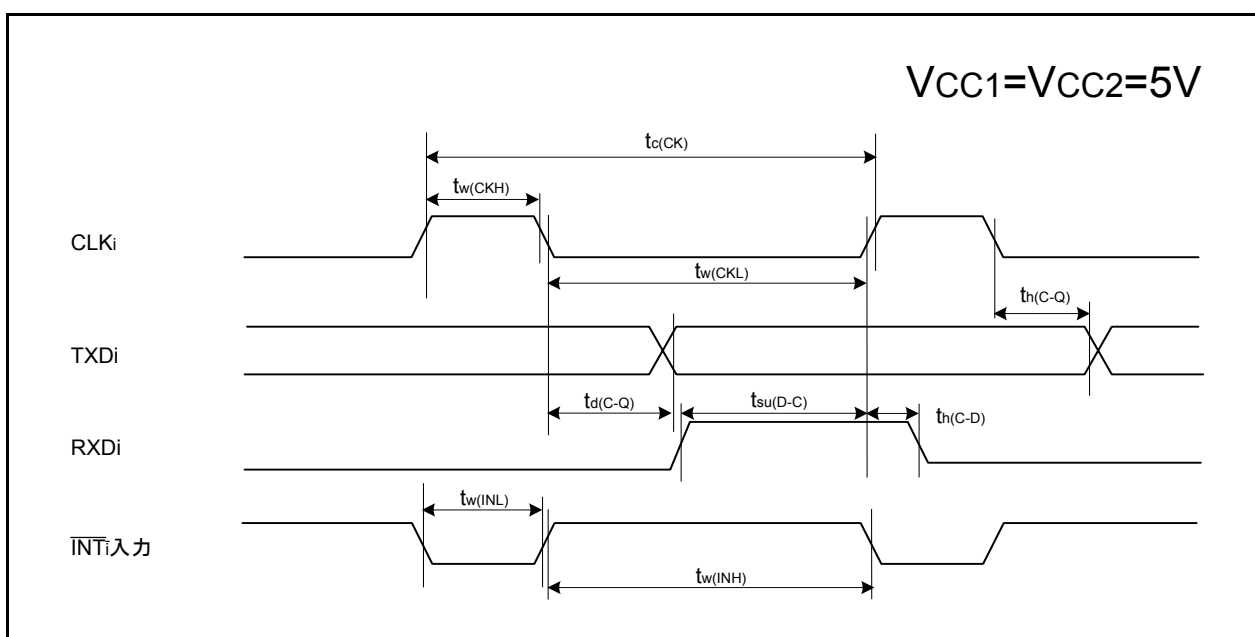 VCC1=VCC2=5V
tc(CK)
tw(CKH)
CLKi
tw(CKL)
th(C-Q)
TXDi
td(C-Q)
tsu(D-C)
th(C-D)
RXDi
tw(INL)
INTi入力
tw(INH)